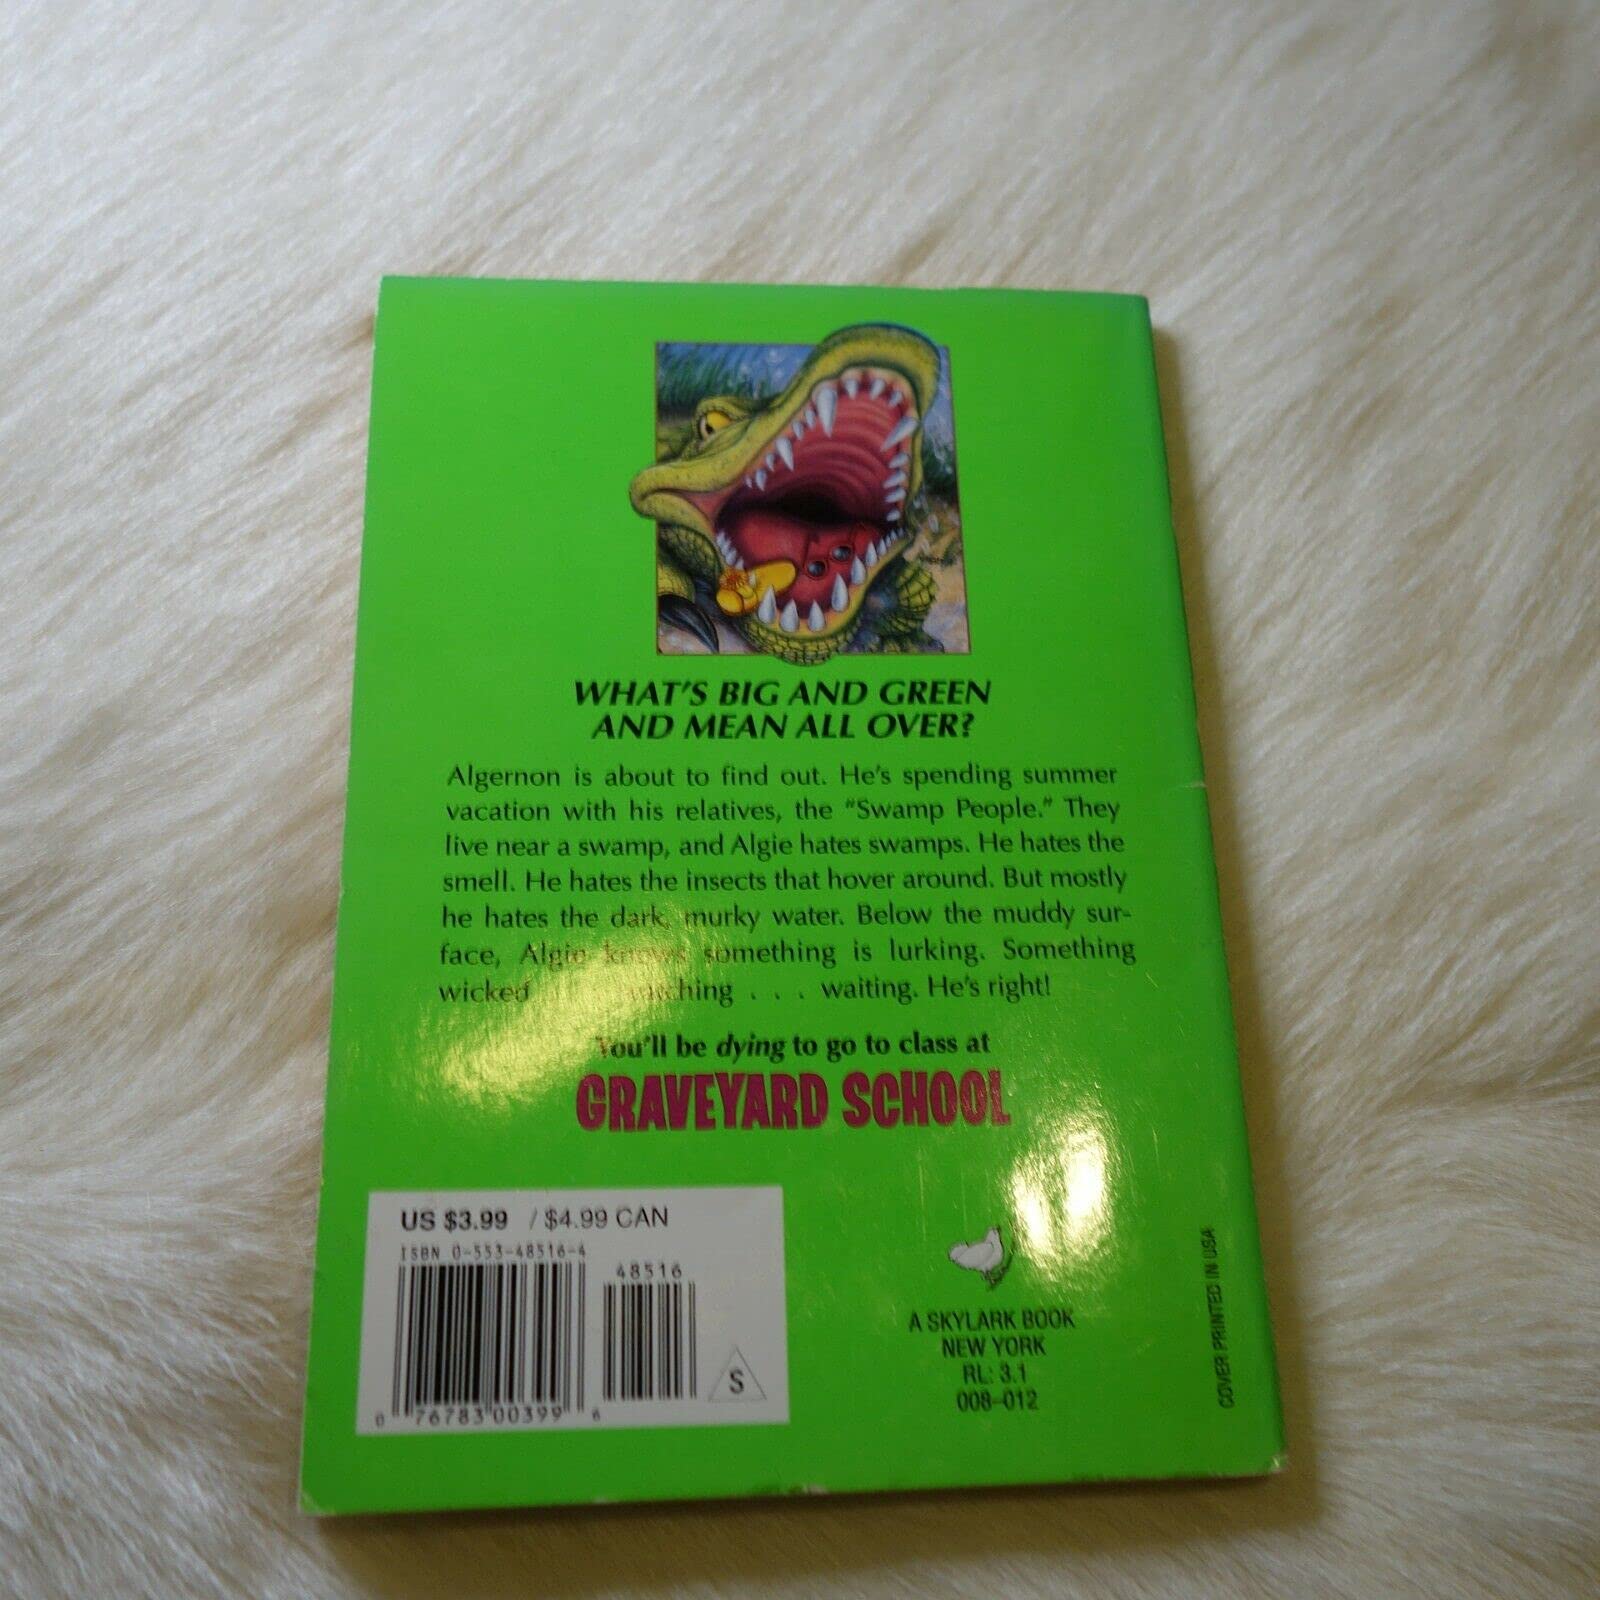 WHAT'S BIG AND GREEN
AND MEAN ALL OVER?
Algernon is about to find out. He's spending summer
vacation with his relatives, the "Swamp People." They
live near a swamp, and Algie hates swamps. He hates the
smell. He hates the insects that hover around. But mostly
he hates the dark, murky water. Below the muddy sur-
face, Algie knows something is lurking. Something
wicked . . . waiting. He's right!
You'll be dying to go to class at
GRAVEYARD SCHOOL
US $3.99 / $4.99 CAN
ISBN 0-553-48516-4
48516
S
0 76783 00399 6
A SKYLARK BOOK
NEW YORK
RL: 3.1
008–012
COVER PRINTED IN USA